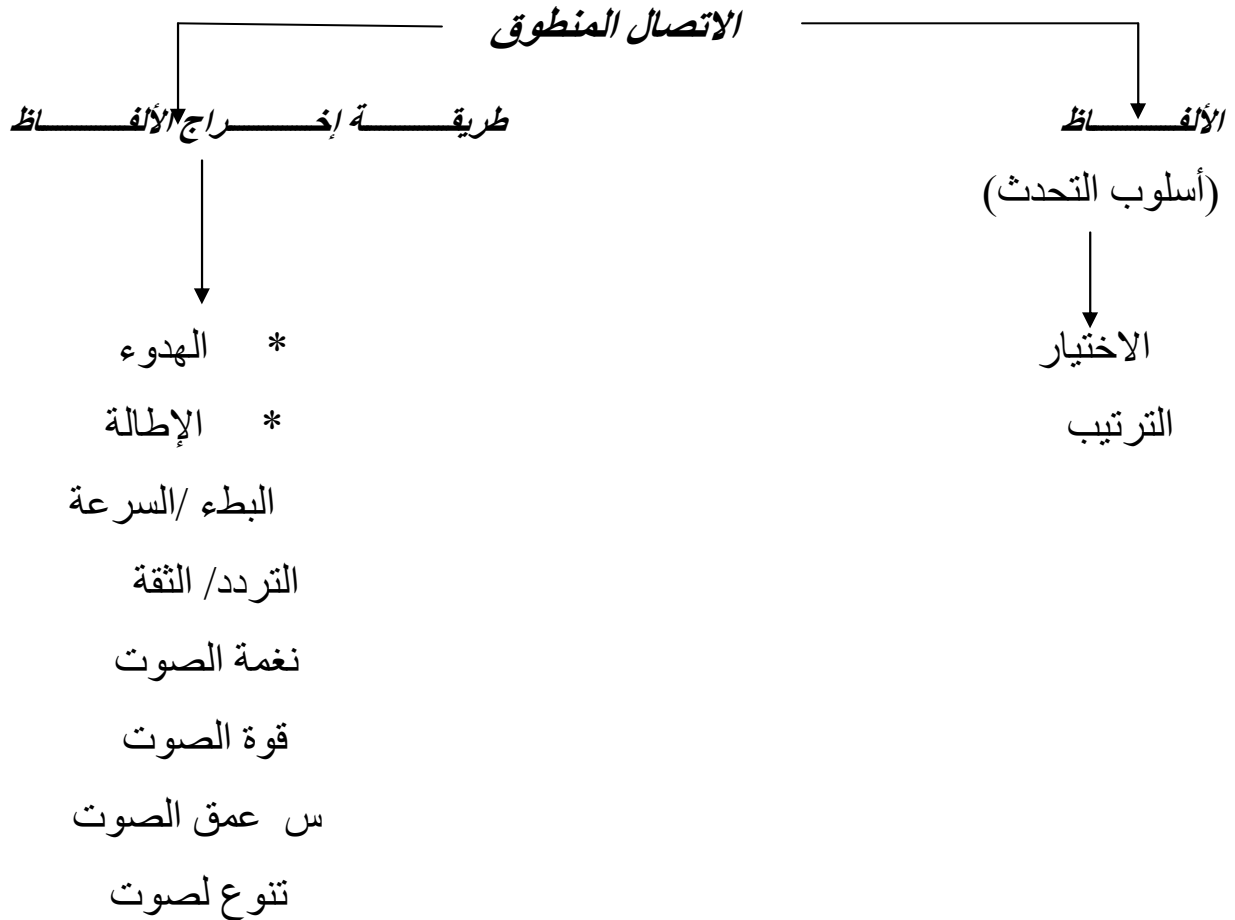 الاتصال المنطوق
الألفـــــــاظ
طريقـــــــة إخـــــــراج الألفـــــــاظ
(أسلوب التحدث)
الاختيار
الترتيب
* الهدوء
* الإطالة
البطء /السرعة
التردد/ الثقة
نغمة الصوت
قوة الصوت
س عمق الصوت
تنوع لصوت